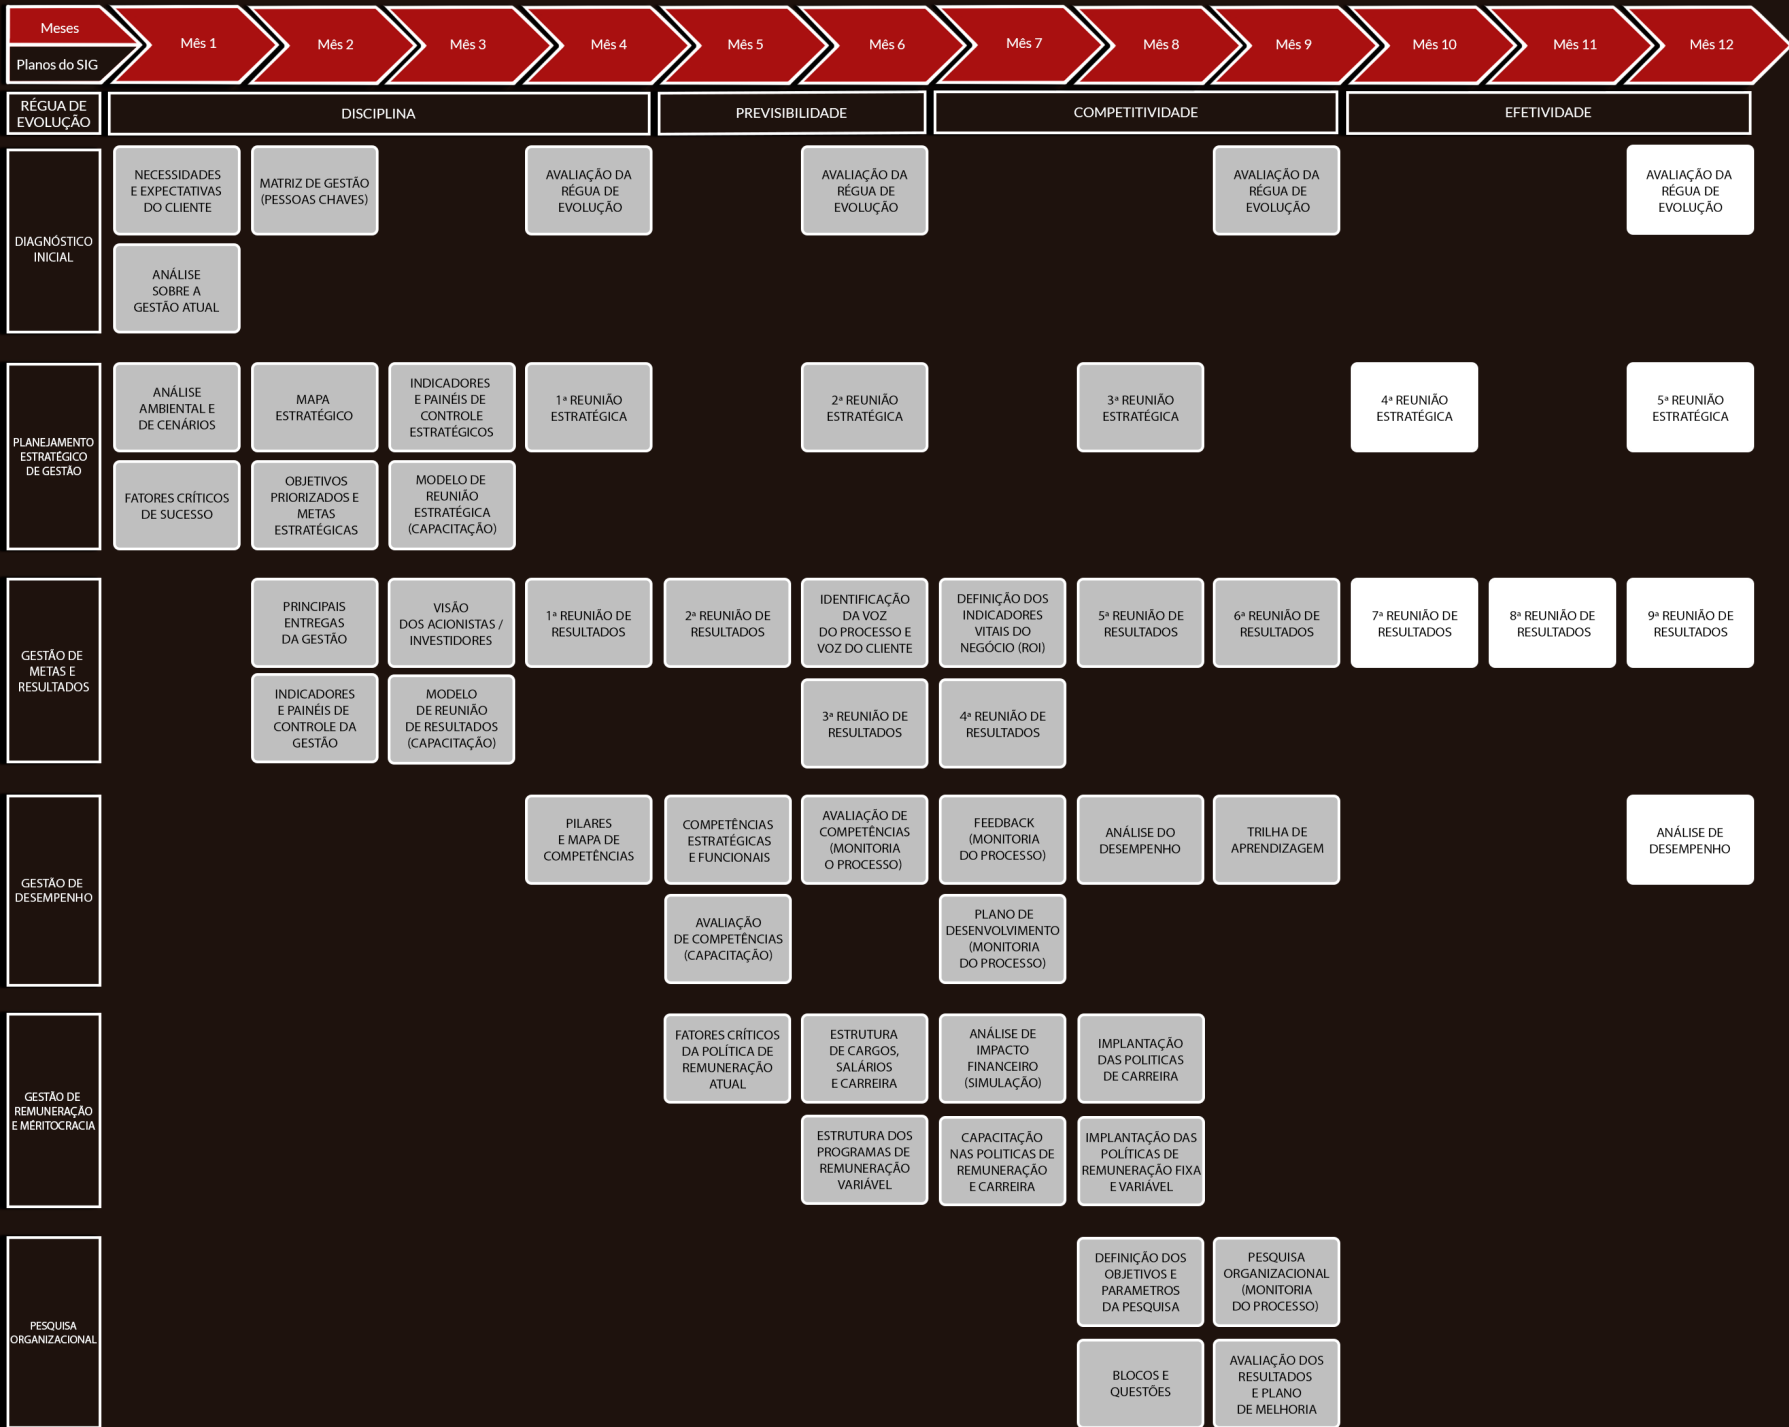 Meses
Planos do SIG
Mês 1
Mês 2
Mês 3
Mês 4
Mês 5
Mês 6
Mês 7
Mês 8
Mês 9
Mês 10
Mês 11
Mês 12
RÉGUA DE
EVOLUÇÃO
DISCIPLINA
PREVISIBILIDADE
COMPETITIVIDADE
EFETIVIDADE
DIAGNÓSTICO
INICIAL
NECESSIDADES
E EXPECTATIVAS
DO CLIENTE
MATRIZ DE GESTÃO
(PESSOAS CHAVES)
AVALIAÇÃO DA
RÉGUA DE
EVOLUÇÃO
AVALIAÇÃO DA
RÉGUA DE
EVOLUÇÃO
AVALIAÇÃO DA
RÉGUA DE
EVOLUÇÃO
AVALIAÇÃO DA
RÉGUA DE
EVOLUÇÃO
ANÁLISE
SOBRE A
GESTÃO ATUAL
PLANEJAMENTO
ESTRATÉGICO
DE GESTÃO
ANÁLISE
AMBIENTAL E
DE CENÁRIOS
MAPA
ESTRATÉGICO
INDICADORES
E PAINÉIS DE
CONTROLE
ESTRATÉGICOS
1ª REUNIÃO
ESTRATÉGICA
2ª REUNIÃO
ESTRATÉGICA
3ª REUNIÃO
ESTRATÉGICA
4ª REUNIÃO
ESTRATÉGICA
5ª REUNIÃO
ESTRATÉGICA
FATORES CRÍTICOS
DE SUCESSO
OBJETIVOS
PRIORIZADOS E
METAS
ESTRATÉGICAS
MODELO DE
REUNIÃO
ESTRATÉGICA
(CAPACITAÇÃO)
GESTÃO DE
METAS E
RESULTADOS
PRINCIPAIS
ENTREGAS
DA GESTÃO
VISÃO
DOS ACIONISTAS /
INVESTIDORES
1ª REUNIÃO DE
RESULTADOS
2ª REUNIÃO DE
RESULTADOS
IDENTIFICAÇÃO
DA VOZ
DO PROCESSO E
VOZ DO CLIENTE
DEFINIÇÃO DOS
INDICADORES
VITAIS DO
NEGÓCIO (ROI)
5ª REUNIÃO DE
RESULTADOS
6ª REUNIÃO DE
RESULTADOS
7ª REUNIÃO DE
RESULTADOS
8ª REUNIÃO DE
RESULTADOS
9ª REUNIÃO DE
RESULTADOS
INDICADORES
E PAINÉIS DE
CONTROLE DA
GESTÃO
MODELO
DE REUNIÃO
DE RESULTADOS
(CAPACITAÇÃO)
3ª REUNIÃO DE
RESULTADOS
4ª REUNIÃO DE
RESULTADOS
GESTÃO DE
DESEMPENHO
PILARES
E MAPA DE
COMPETÊNCIAS
COMPETÊNCIAS
ESTRATÉGICAS
E FUNCIONAIS
AVALIAÇÃO DE
COMPETÊNCIAS
(MONITORIA
O PROCESSO)
FEEDBACK
(MONITORIA
DO PROCESSO)
ANÁLISE DO
DESEMPENHO
TRILHA DE
APRENDIZAGEM
ANÁLISE DE
DESEMPENHO
AVALIAÇÃO
DE COMPETÊNCIAS
(CAPACITAÇÃO)
PLANO DE
DESENVOLVIMENTO
(MONITORIA
DO PROCESSO)
GESTÃO DE
REMUNERAÇÃO
E MÉRITOCRACIA
FATORES CRÍTICOS
DA POLÍTICA DE
REMUNERAÇÃO
ATUAL
ESTRUTURA
DE CARGOS,
SALÁRIOS
E CARREIRA
ANÁLISE DE
IMPACTO
FINANCEIRO
(SIMULAÇÃO)
IMPLANTAÇÃO
DAS POLITICAS
DE CARREIRA
ESTRUTURA DOS
PROGRAMAS DE
REMUNERAÇÃO
VARIÁVEL
CAPACITAÇÃO
NAS POLITICAS DE
REMUNERAÇÃO
E CARREIRA
IMPLANTAÇÃO DAS
POLÍTICAS DE
REMUNERAÇÃO FIXA
E VARIÁVEL
PESQUISA
ORGANIZACIONAL
DEFINIÇÃO DOS
OBJETIVOS E
PARAMETROS
DA PESQUISA
PESQUISA
ORGANIZACIONAL
(MONITORIA
DO PROCESSO)
BLOCOS E
QUESTÕES
AVALIAÇÃO DOS
RESULTADOS
E PLANO
DE MELHORIA